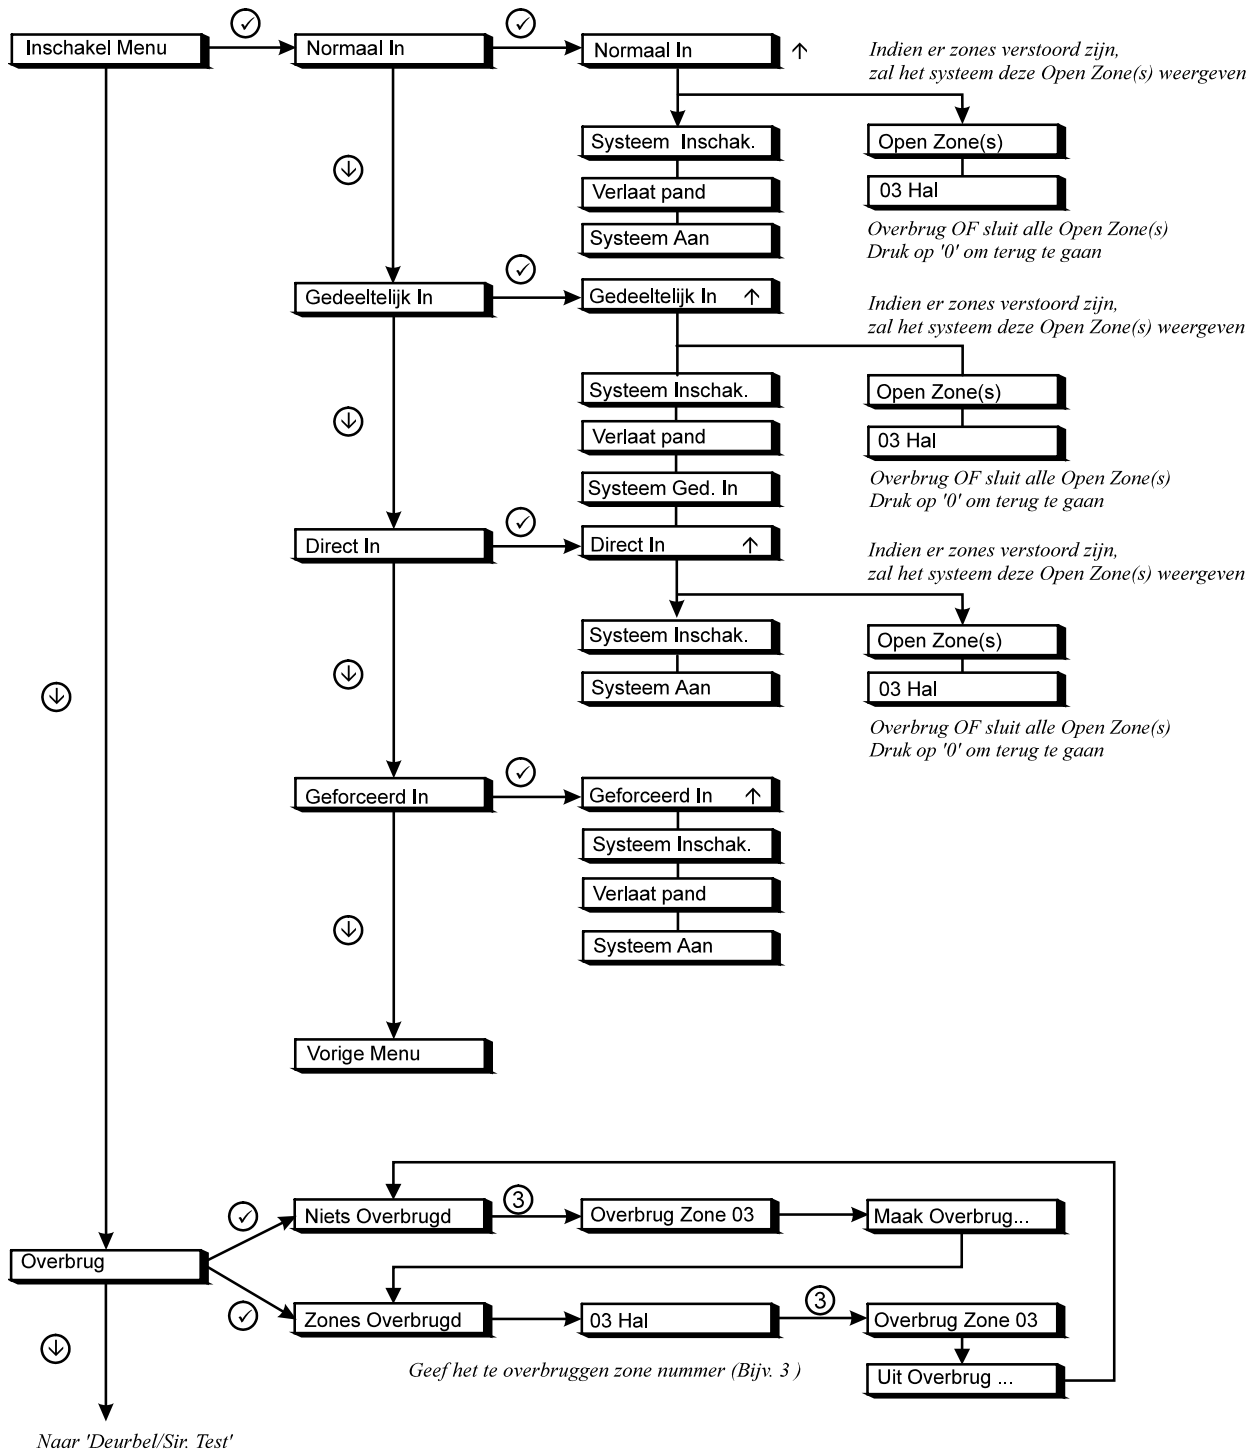 Inschakel Menu
Normaal In
Normaal In
Indien er zones verstoord zijn,
zal het systeem deze Open Zone(s) weergeven
Systeem Inschak.
Open Zone(s)
Verlaat pand
03 Hal
Systeem Aan
Overbrug OF sluit alle Open Zone(s)
Druk op '0' om terug te gaan
Gedeeltelijk In
Gedeeltelijk In
Indien er zones verstoord zijn,
zal het systeem deze Open Zone(s) weergeven
Systeem Inschak.
Open Zone(s)
Verlaat pand
03 Hal
Systeem Ged. In
Overbrug OF sluit alle Open Zone(s)
Druk op '0' om terug te gaan
Direct In
Direct In
Indien er zones verstoord zijn,
zal het systeem deze Open Zone(s) weergeven
Systeem Inschak.
Open Zone(s)
Systeem Aan
03 Hal
Overbrug OF sluit alle Open Zone(s)
Druk op '0' om terug te gaan
Geforceerd In
Geforceerd In
Systeem Inschak.
Verlaat pand
Systeem Aan
Vorige Menu
Niets Overbrugd
3
Overbrug Zone 03
Maak Overbrug...
Overbrug
Zones Overbrugd
03 Hal
3
Overbrug Zone 03
Geef het te overbruggen zone nummer (Bijv. 3 )
Uit Overbrug ...
Naar 'Deurbel/Sir. Test'